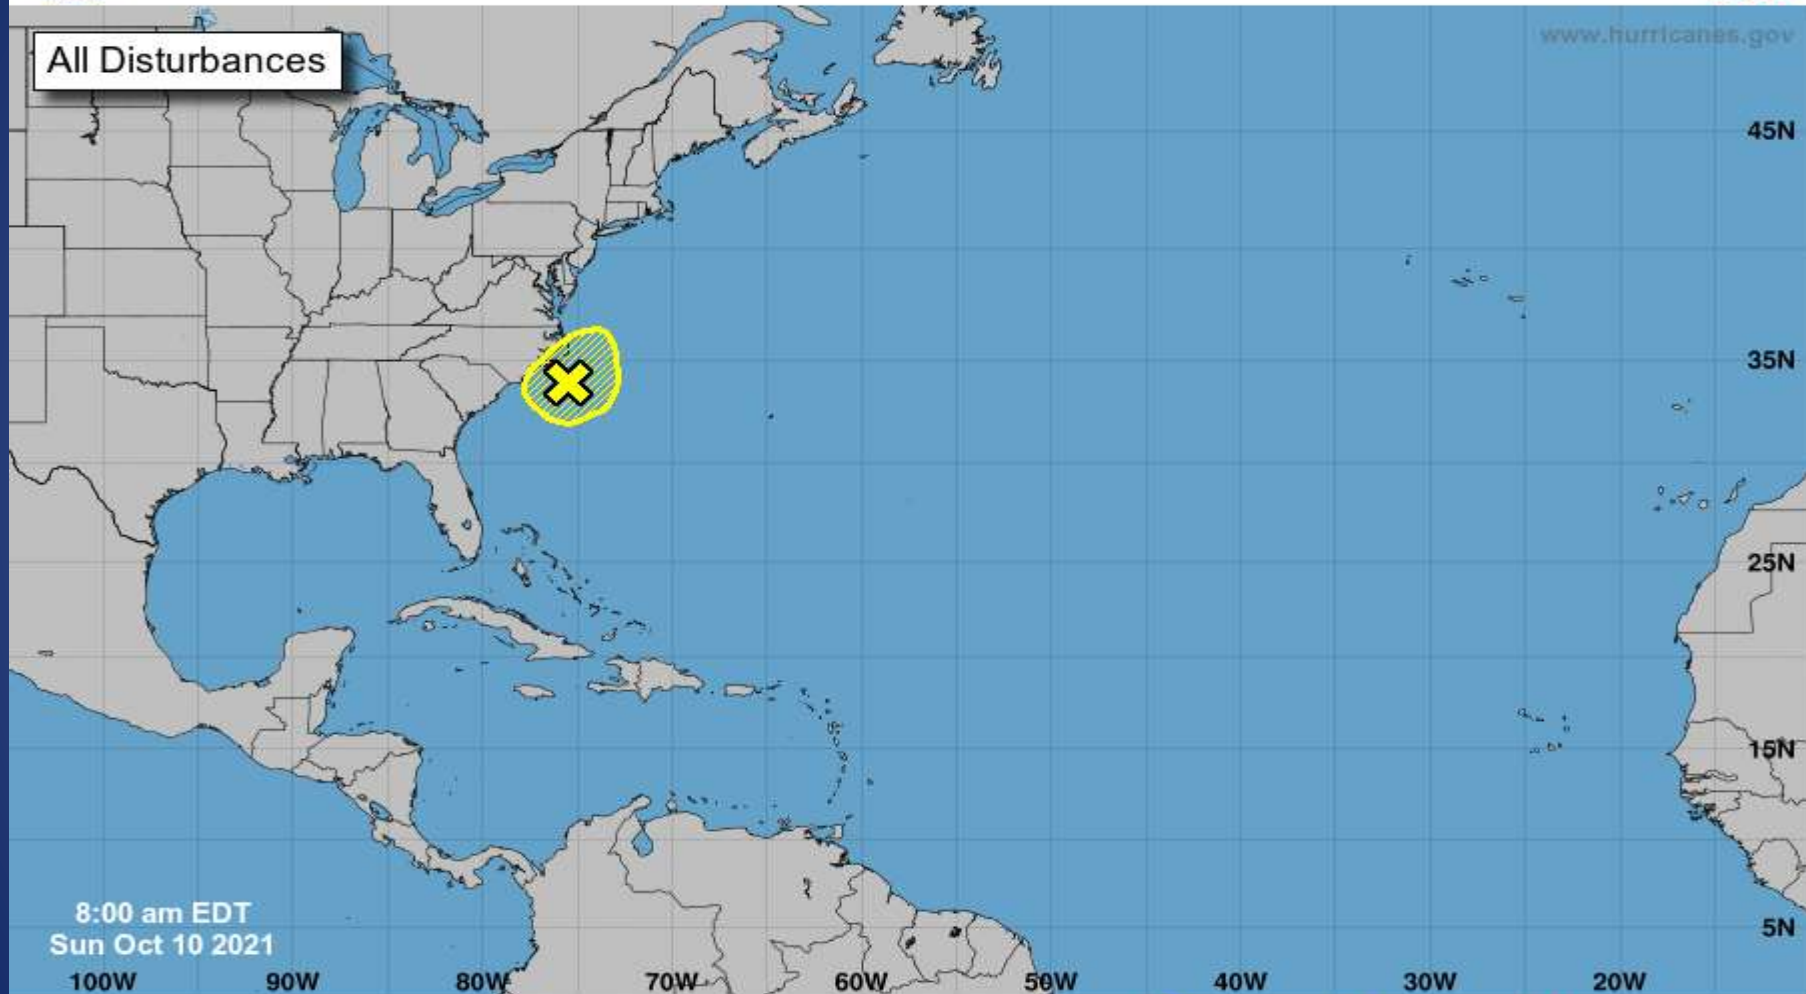 All Disturbances
www.hurricanes.gov
45N
35N
25N
15N
5N
8:00 am EDT
Sun Oct 10 2021
100W 90W 80W 70W 60W 50W 40W 30W 20W